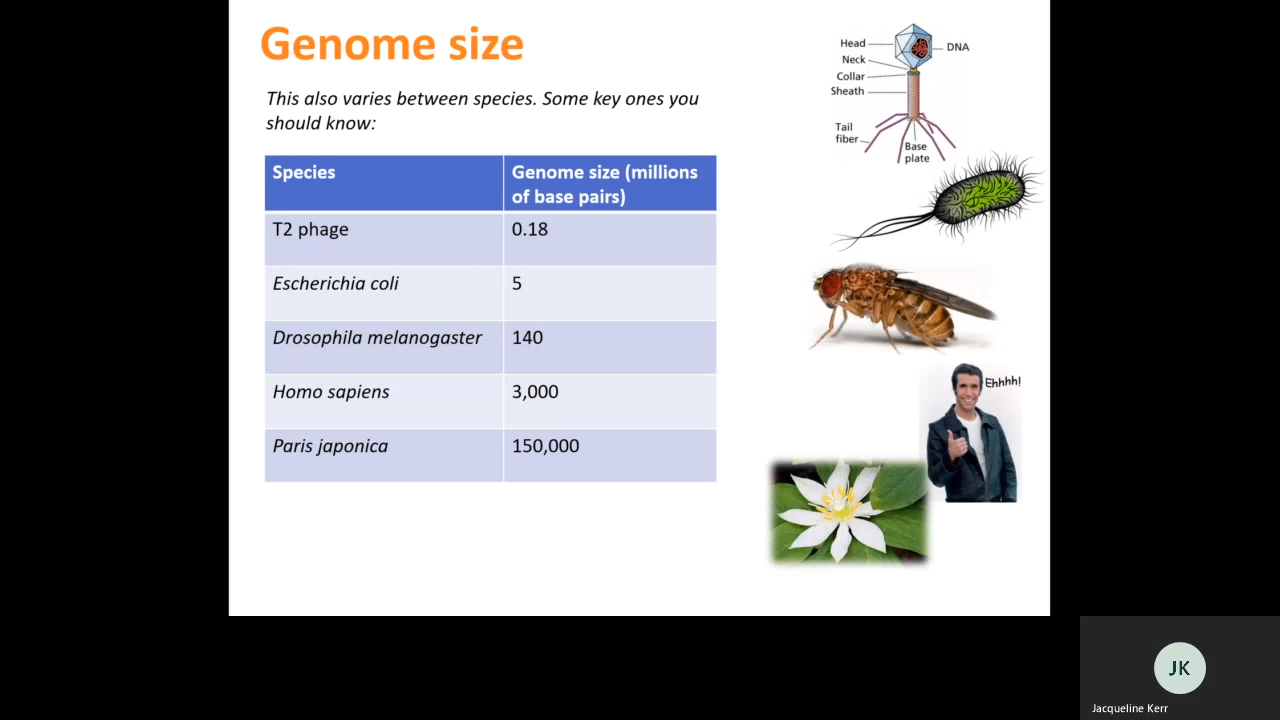 Genome size
This also varies between species. Some key ones you
should know:
Species
Genome size (millions
of base pairs)
T2 phage
0.18
Escherichia coli
5
Drosophila melanogaster
140
Homo sapiens
3,000
Paris japonica
150,000
Head
DNA
Neck
Collar
Sheath
Tail
fiber
Base
plate
Ehhhh!
JK
Jacqueline Kerr